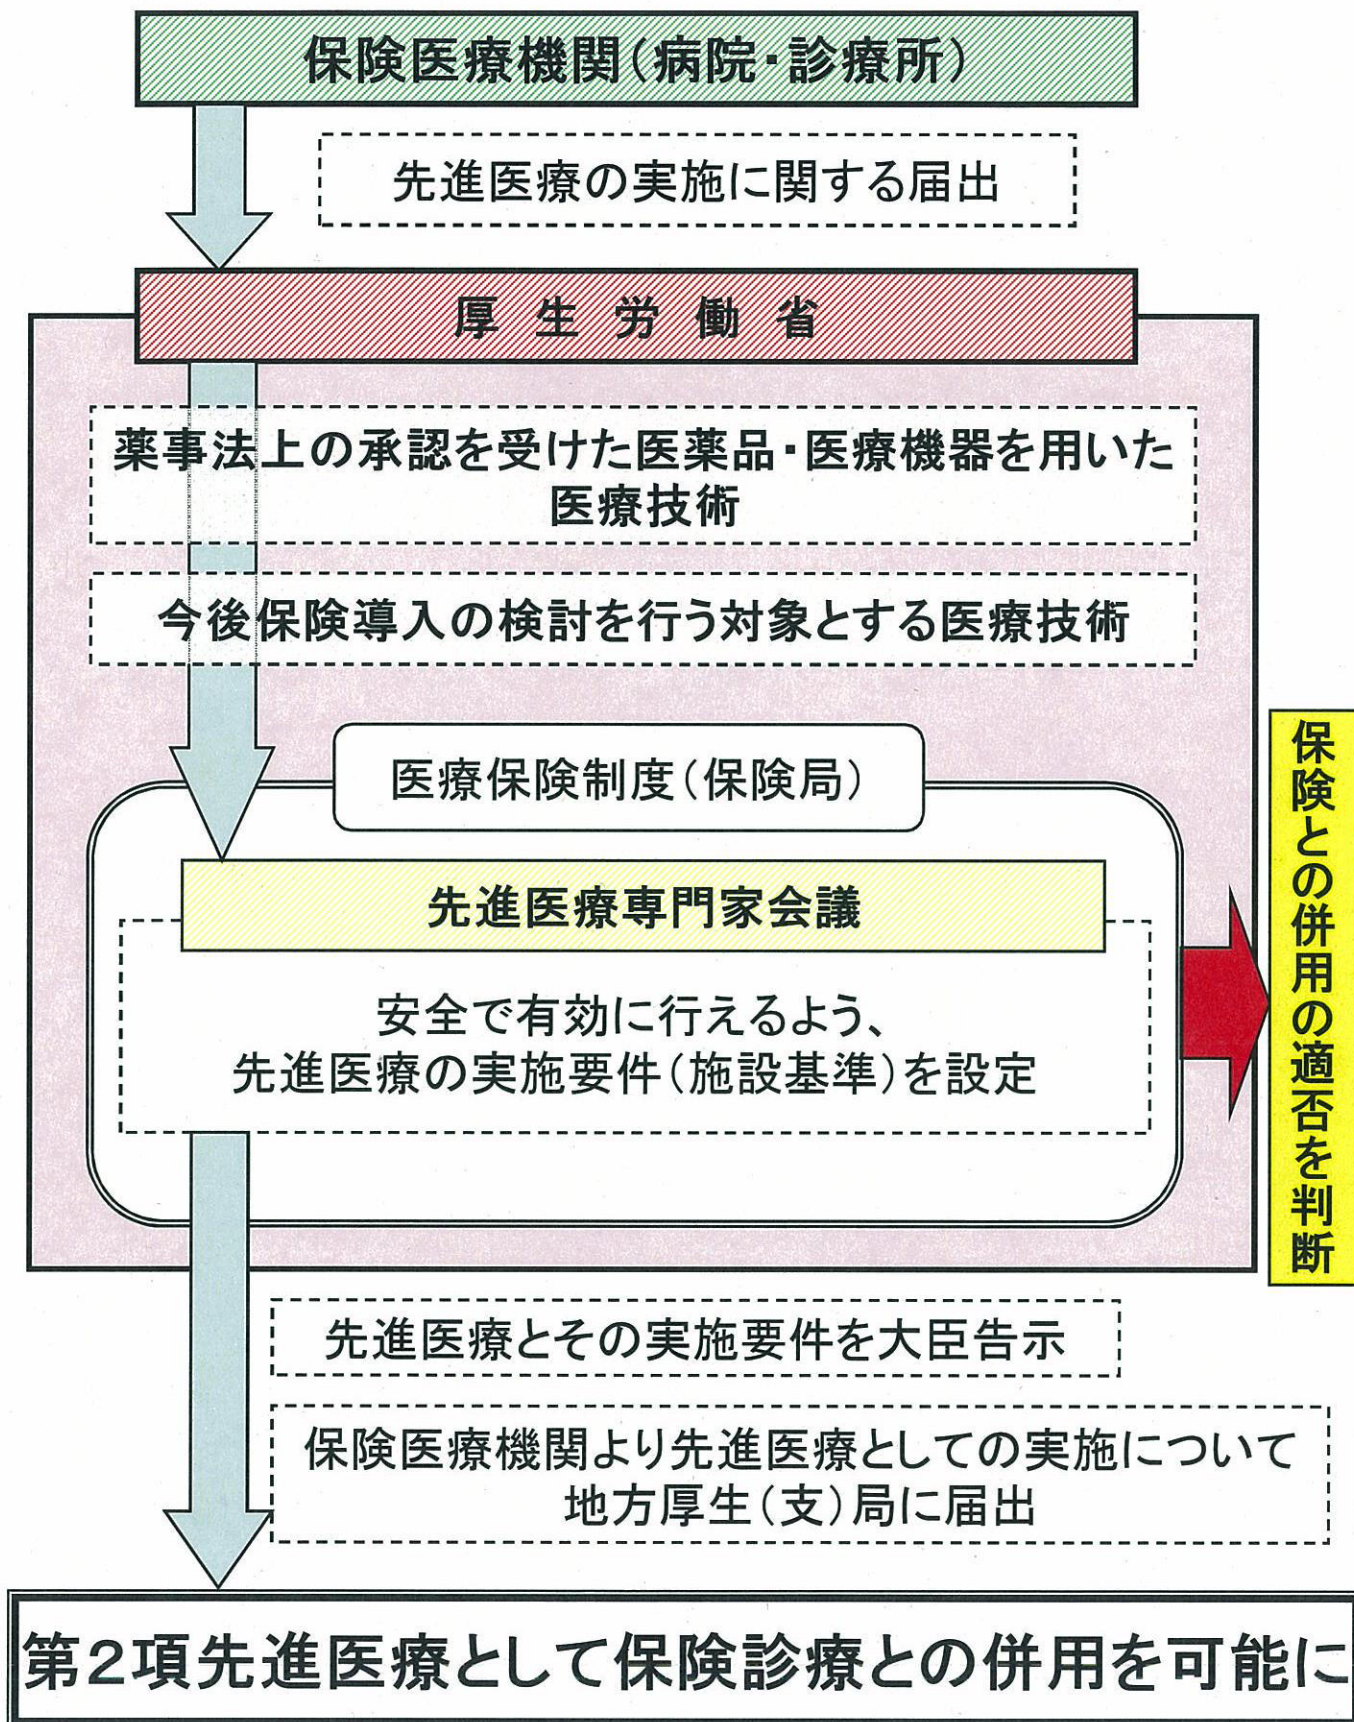 保険医療機関(病院・診療所)
先進医療の実施に関する届出
厚生労働省
薬事法上の承認を受けた医薬品・医療機器を用いた
医療技術
今後保険導入の検討を行う対象とする医療技術
医療保険制度(保険局)
先進医療専門家会議
安全で有効に行えるよう、
先進医療の実施要件(施設基準)を設定
保険との併用の適否を判断
先進医療とその実施要件を大臣告示
保険医療機関より先進医療としての実施について
地方厚生(支)局に届出
第2項先進医療として保険診療との併用を可能に